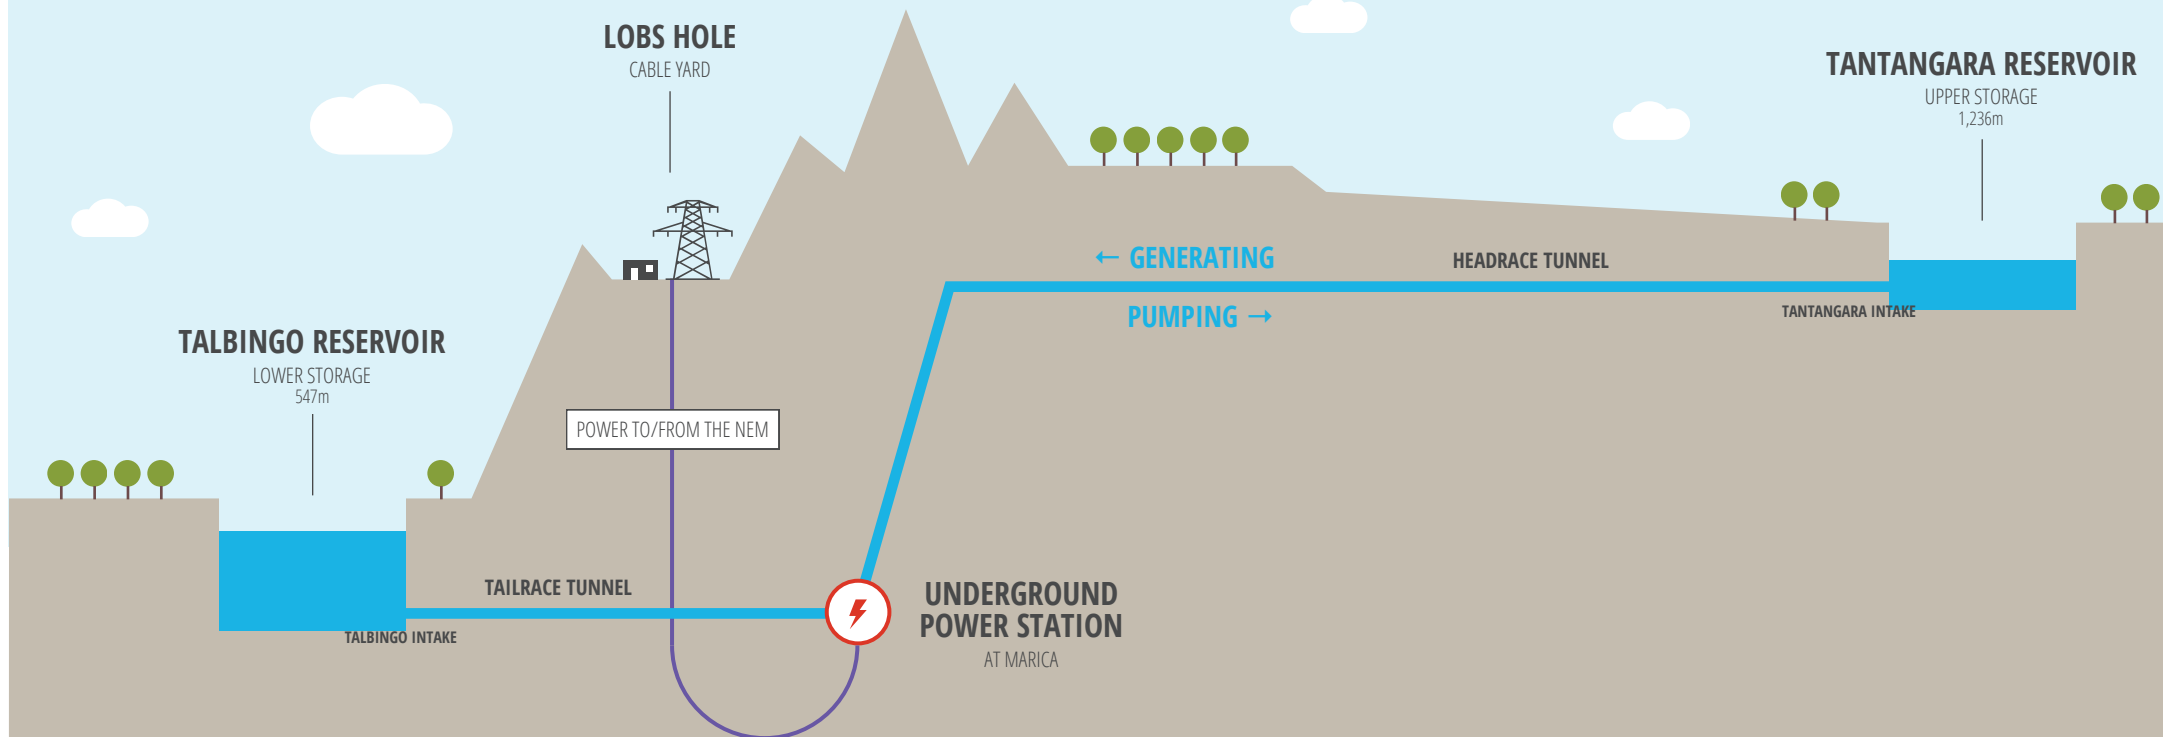 LOBS HOLE
CABLE YARD
TANTANGARA RESERVOIR
UPPER STORAGE
1,236m
← GENERATING
HEADRACE TUNNEL
PUMPING →
TANTANGARA INTAKE
TALBINGO RESERVOIR
LOWER STORAGE
547m
POWER TO/FROM THE NEM
TAILRACE TUNNEL
TALBINGO INTAKE
UNDERGROUND
POWER STATION
AT MARICA